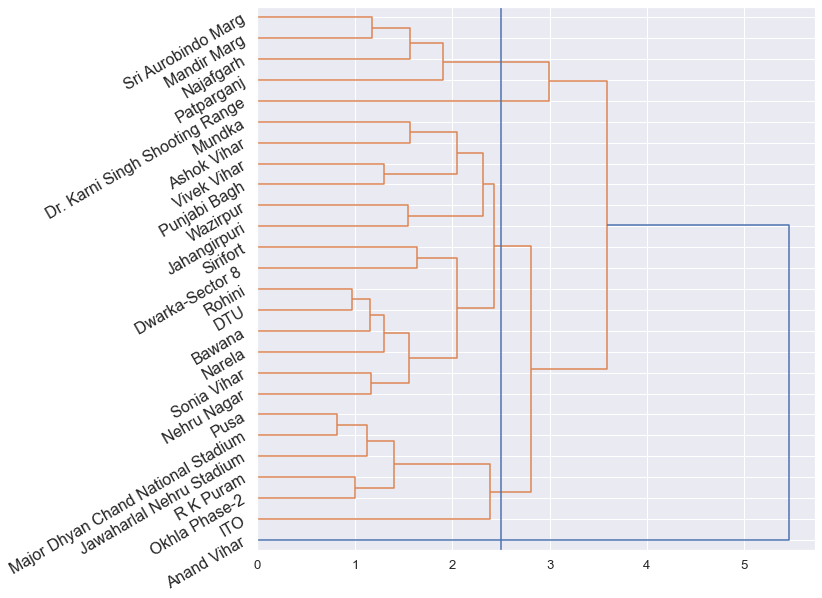 Sri Aurobindo Marg
Mandir Marg
Najafgarh
Patparganj
Dr. Karni Singh Shooting Range
Mundka
Ashok Vihar
Vivek Vihar
Punjabi Bagh
Wazirpur
Jahangirpuri
Sirifort
Dwarka-Sector 8
Rohini
DTU
Bawana
Narela
Sonia Vihar
Nehru Nagar
Pusa
Major Dhyan Chand National Stadium
Jawaharlal Nehru Stadium
R K Puram
Okhla Phase-2
ITO
Anand Vihar
0 1 2 3 4 5